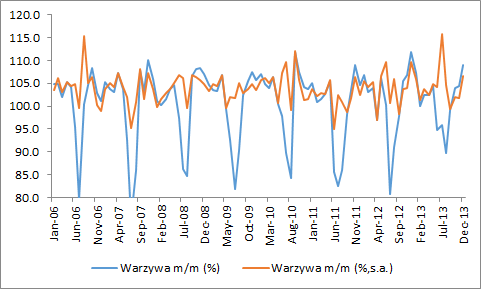 120.0
115.0
110.0
105.0
100.0
95.0
90.0
85.0
80.0
Jan-06
Jun-06
Nov-06
Apr-07
Sep-07
Feb-08
Jul-08
Dec-08
May-09
Oct-09
Mar-10
Aug-10
Jan-11
Jun-11
Nov-11
Apr-12
Sep-12
Feb-13
Jul-13
Dec-13
Warzywa m/m (%)
Warzywa m/m (%,s.a.)